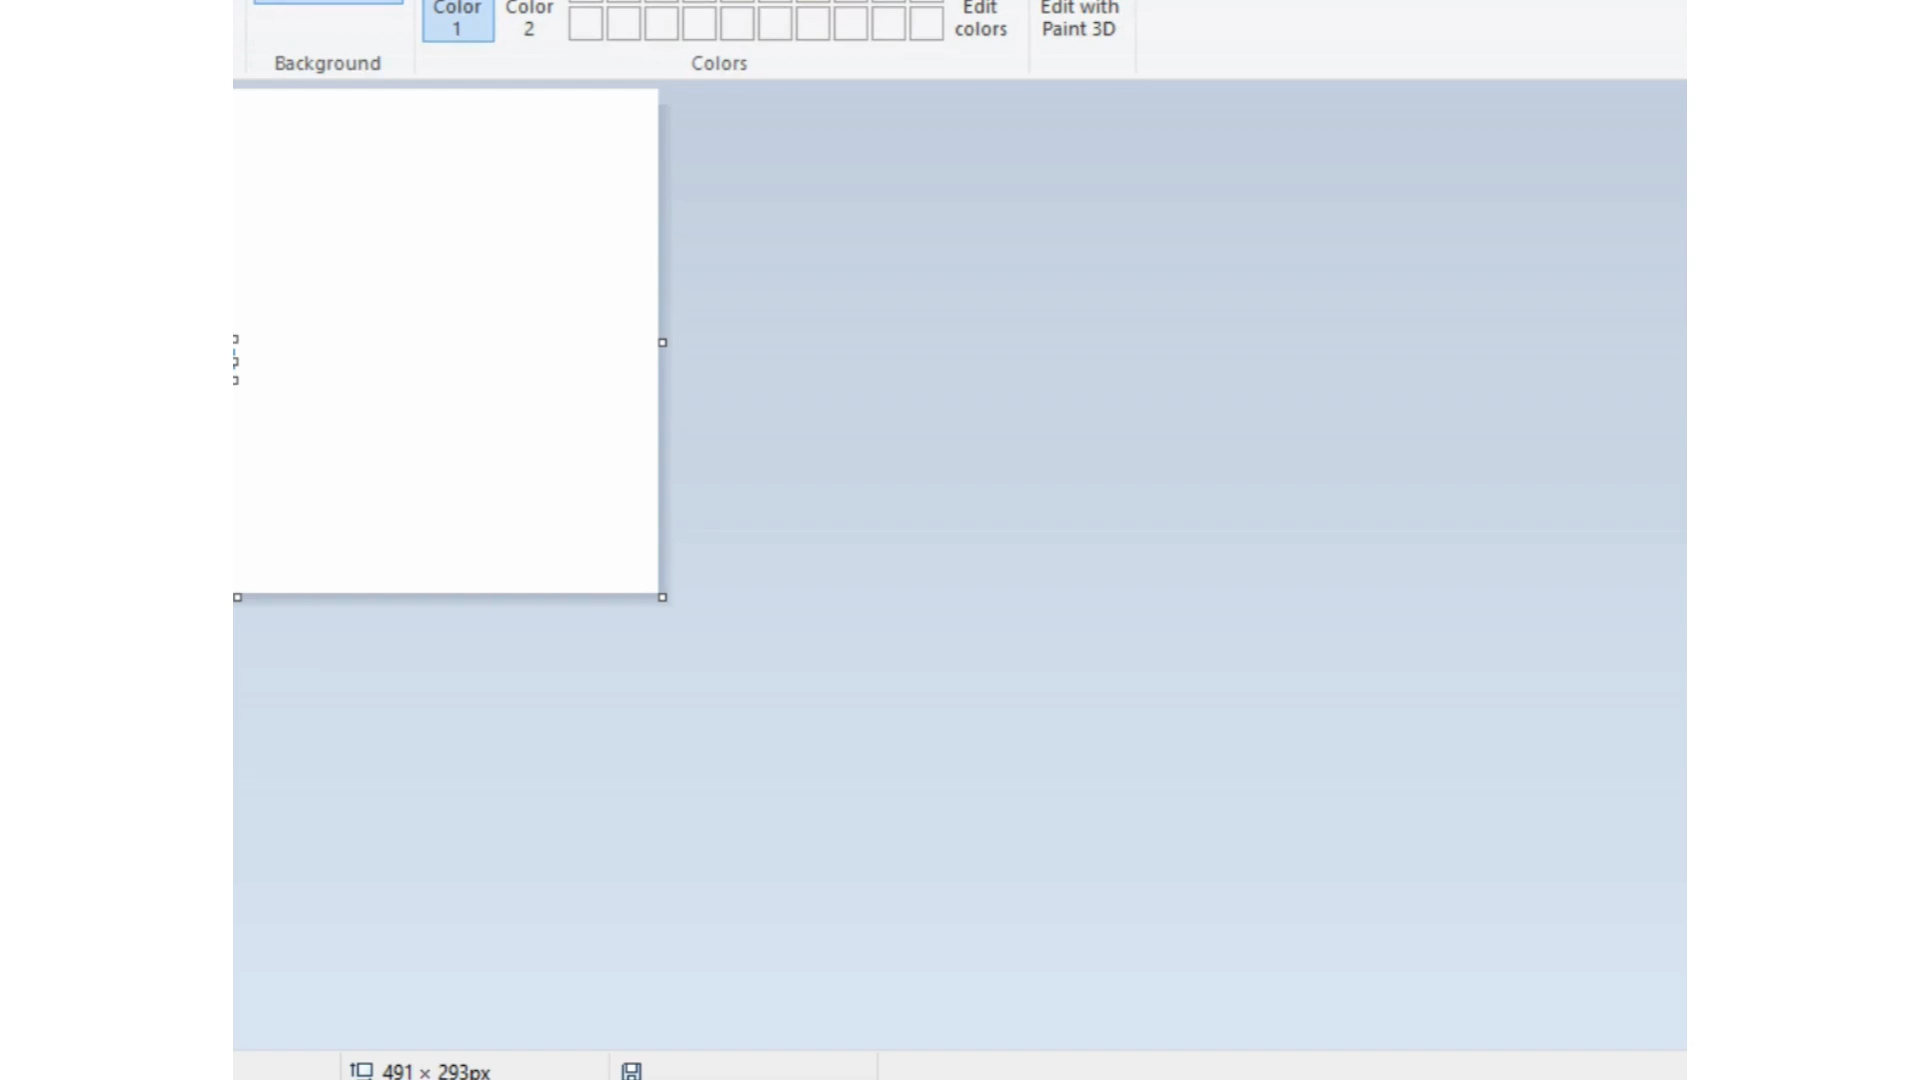 Color
1
Color
2
Edit
colors
Edit with
Paint 3D
Background
Colors
491 × 293px